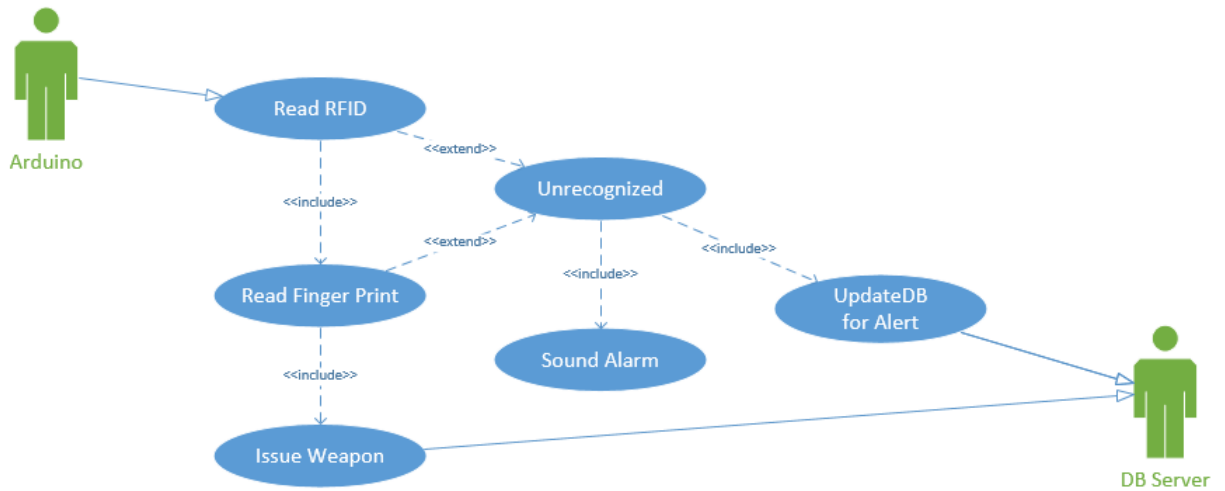 Read RFID
Arduino
<<extend>>
Unrecognized
<<include>>
<<extend>>
<<include>>
<<include>>
Read Finger Print
UpdateDB
for Alert
Sound Alarm
<<include>>
Issue Weapon
DB Server